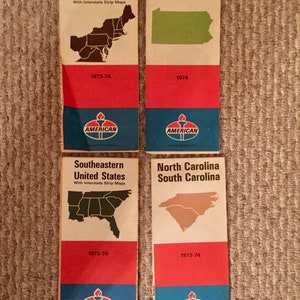 With Interstate Strip Maps
1973-74
AMERICAN
1974
AMERICAN
Southeastern
United States
With Interstate Strip Maps
1973-74
North Carolina
South Carolina
1973-74